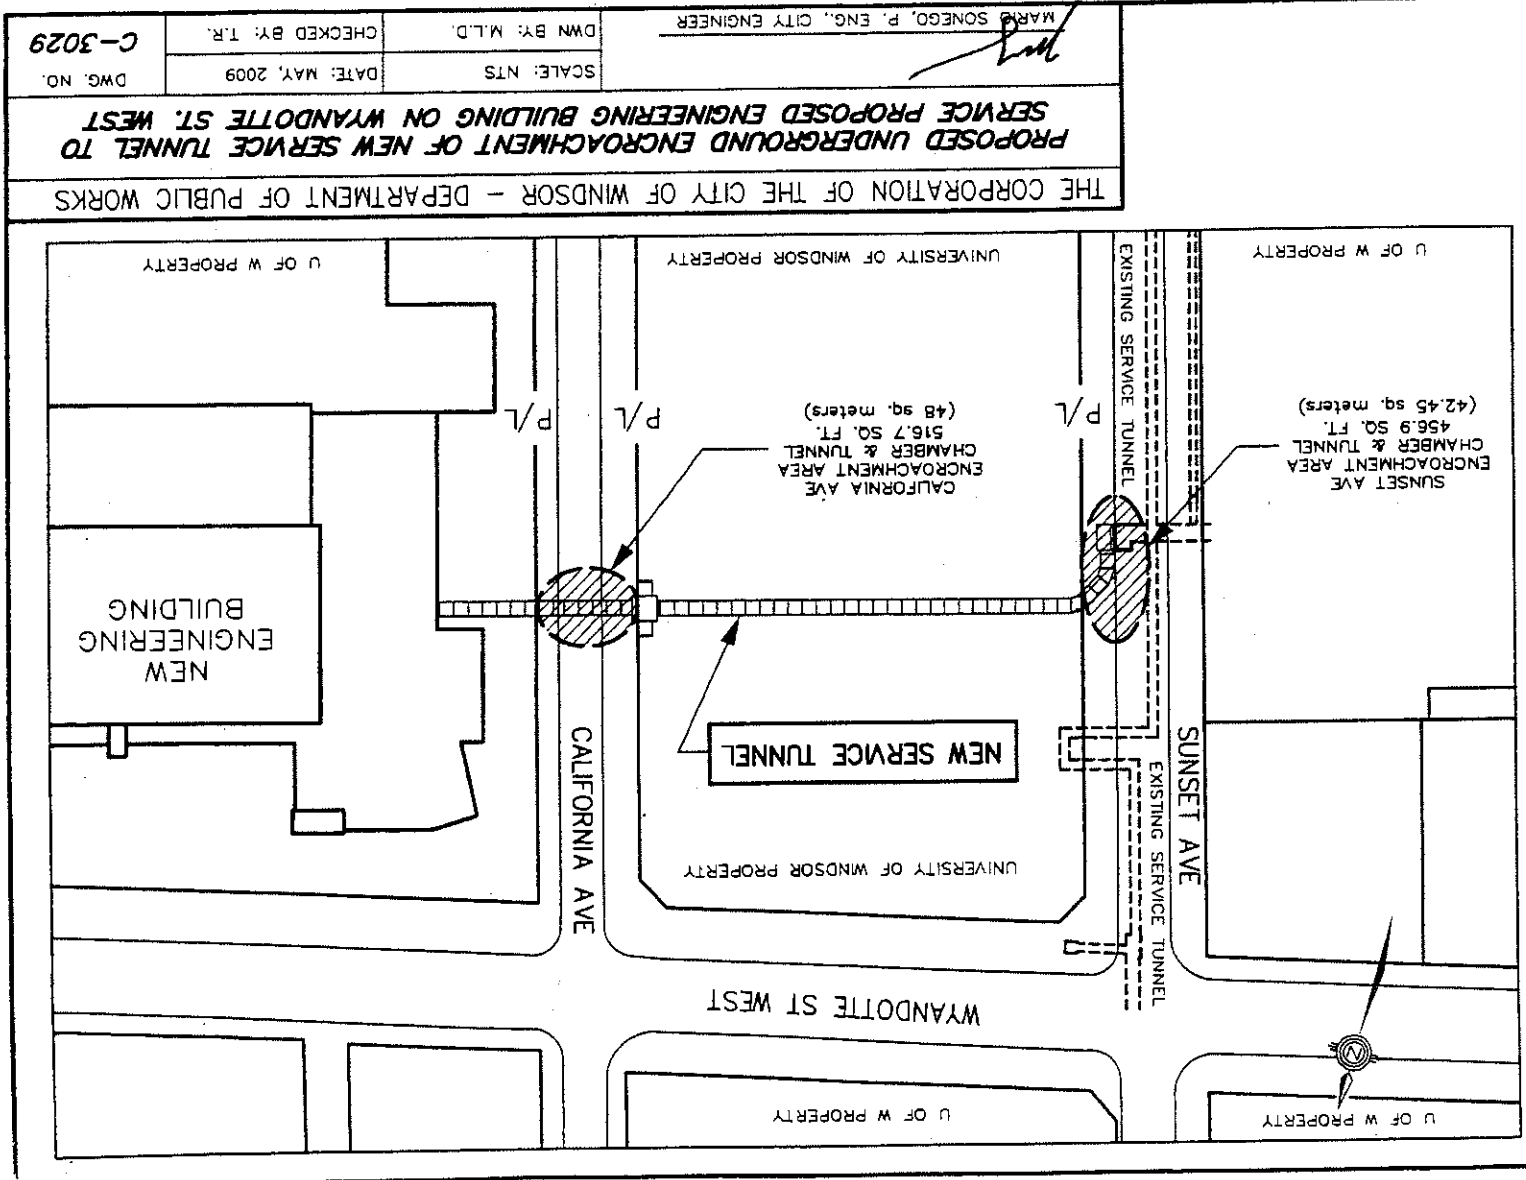 U OF W PROPERTY
U OF W PROPERTY
N
WYANDOTTE ST WEST
SUNSET AVE
EXISTING SERVICE TUNNEL
UNIVERSITY OF WINDSOR PROPERTY
CALIFORNIA AVE
NEW SERVICE TUNNEL
NEW
ENGINEERING
BUILDING
SUNSET AVE
ENCROACHMENT AREA
CHAMBER & TUNNEL
456.9 SQ. FT.
(42.45 sq. meters)
CALIFORNIA AVE
ENCROACHMENT AREA
CHAMBER & TUNNEL
516.7 SQ. FT.
(48 sq. meters)
P/L
P/L
P/L
EXISTING SERVICE TUNNEL
U OF W PROPERTY
UNIVERSITY OF WINDSOR PROPERTY
U OF W PROPERTY
THE CORPORATION OF THE CITY OF WINDSOR - DEPARTMENT OF PUBLIC WORKS
PROPOSED UNDERGROUND ENCROACHMENT OF NEW SERVICE TUNNEL TO
SERVICE PROPOSED ENGINEERING BUILDING ON WYANDOTTE ST. WEST
MARIO SONEGO, P. ENG., CITY ENGINEER
SCALE: NTS
DATE: MAY, 2009
DWN BY: M.L.D.
CHECKED BY: T.R.
DWG. NO.
C-3029